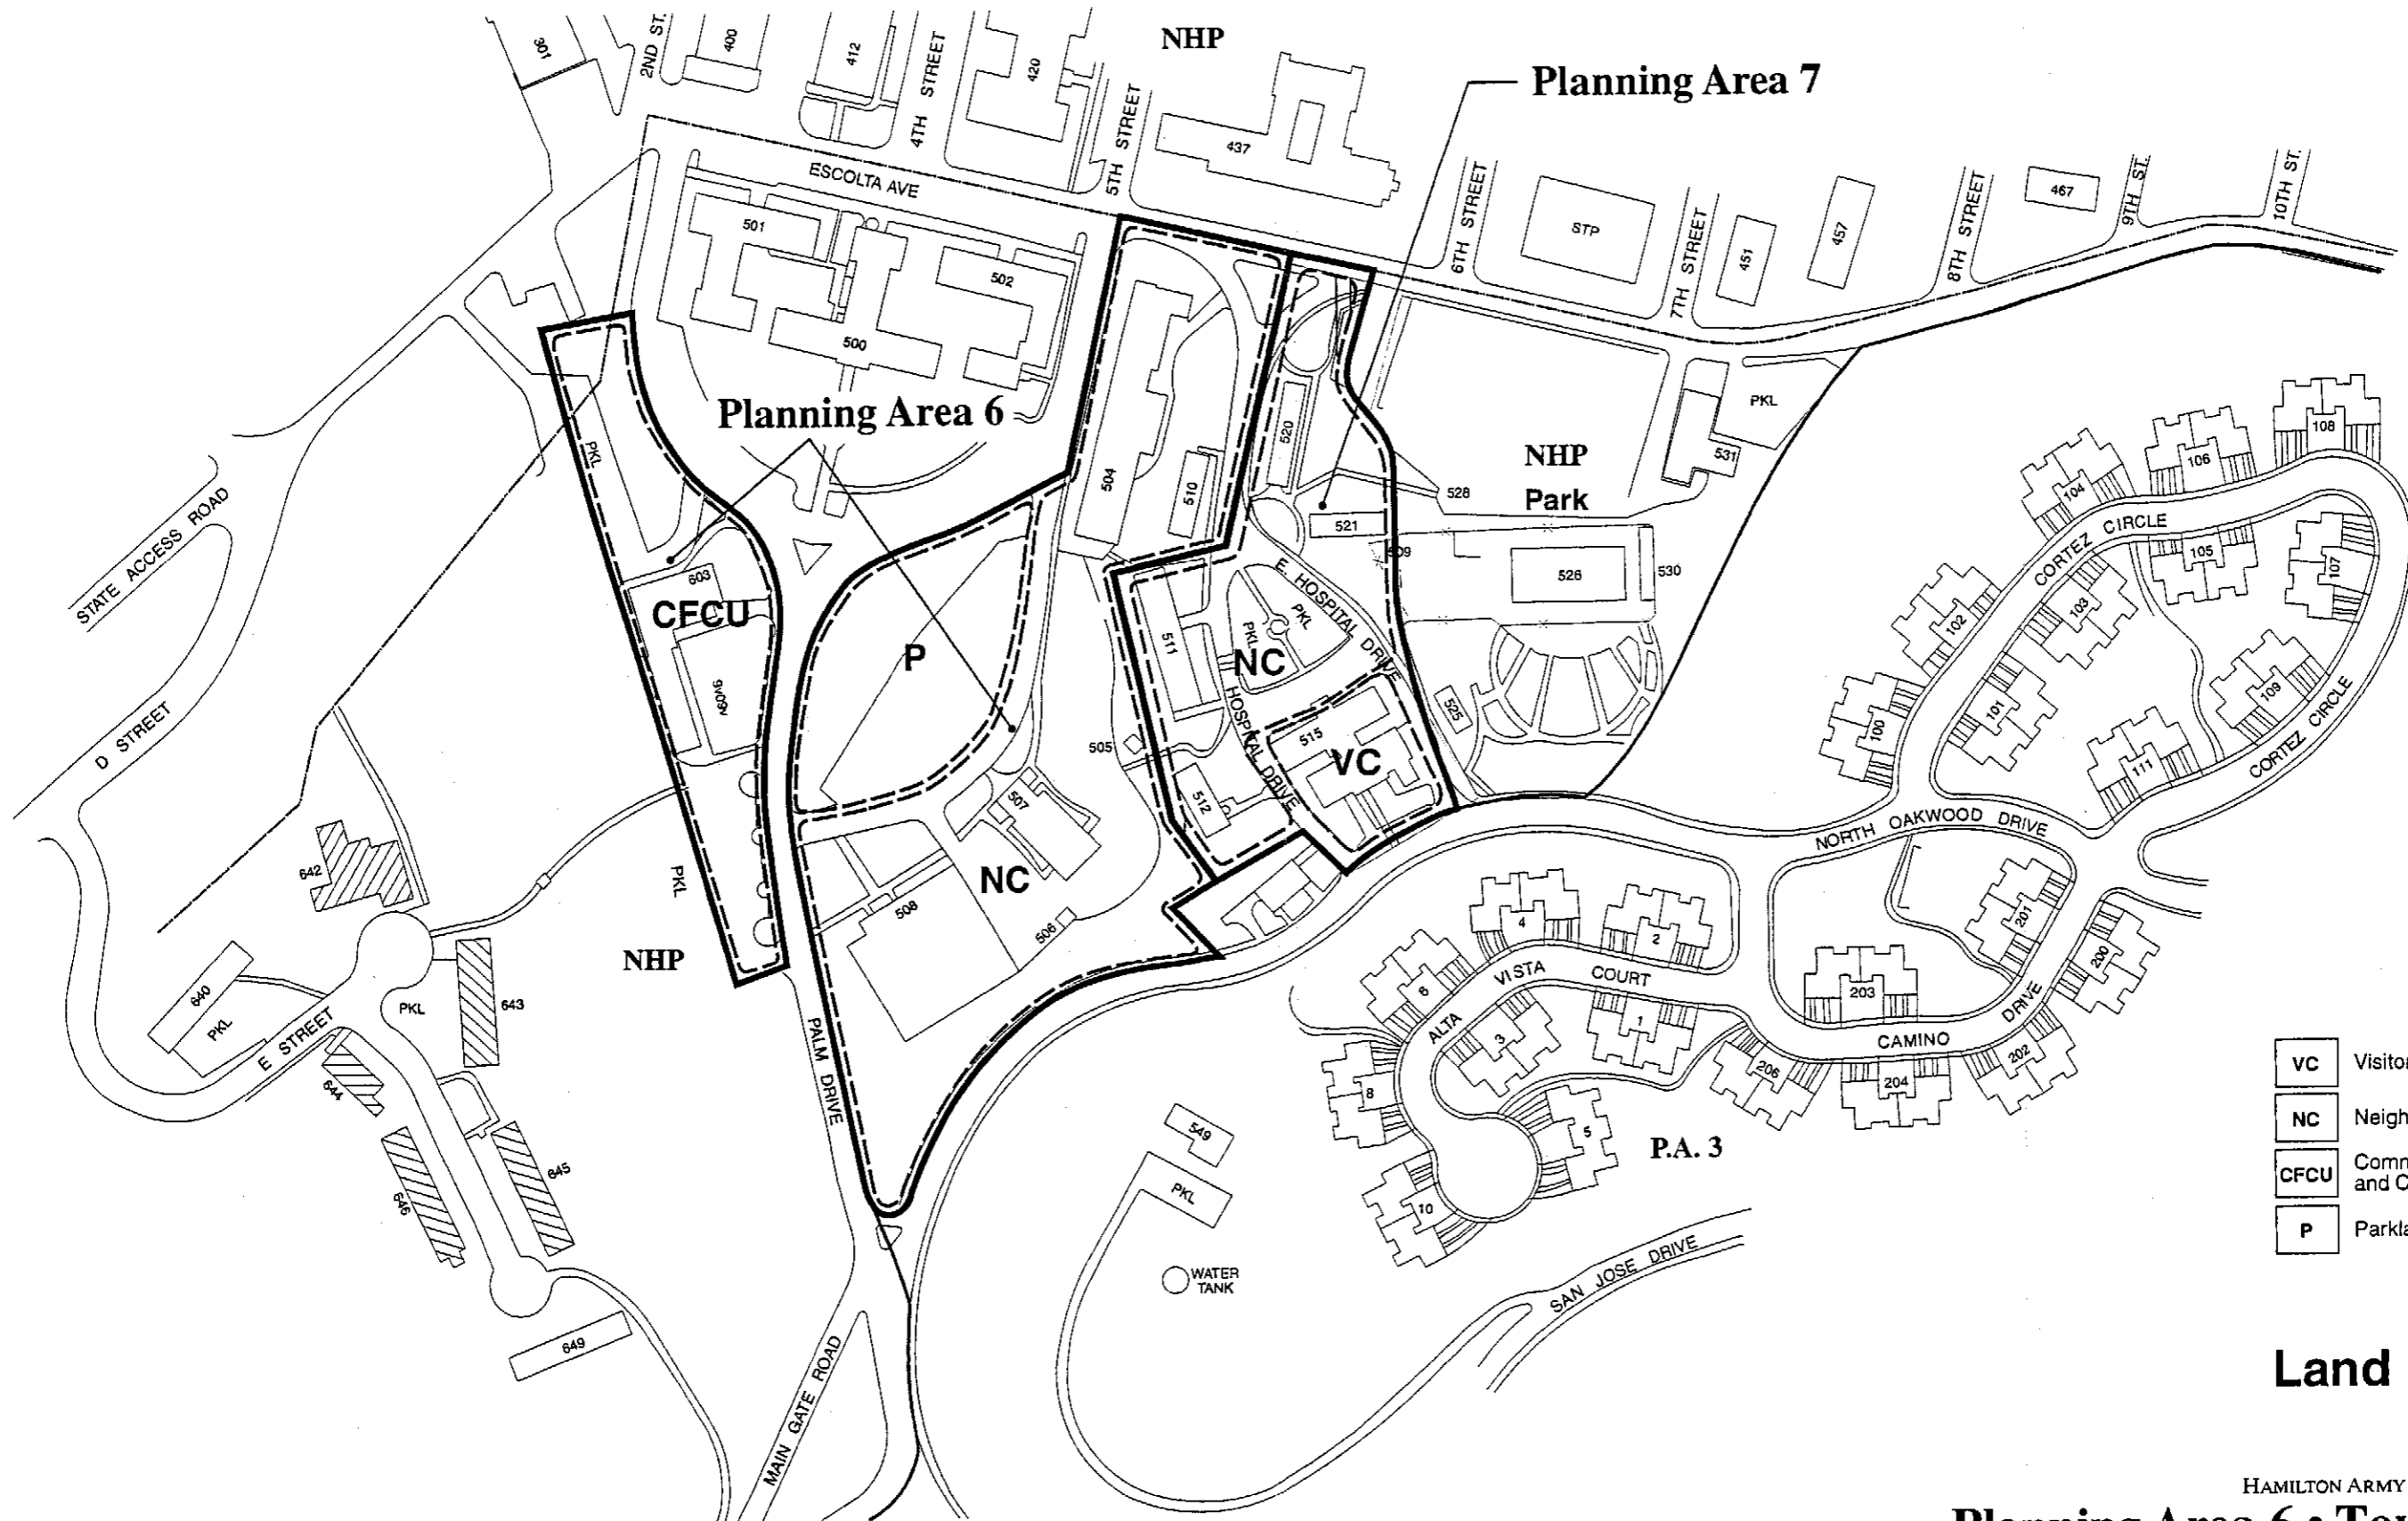 301
2ND ST.
400
412
4TH STREET
420
5TH STREET
NHP
437
Planning Area 7
6TH STREET
STP
7TH STREET
451
457
8TH STREET
467
9TH ST.
10TH ST.
ESCOLTA AVE
501
502
500
Planning Area 6
PKL
504
510
520
521
528
NHP
Park
531
PKL
509
526
530
STATE ACCESS ROAD
D STREET
603
CFCU
P
511
E. HOSPITAL DRIVE
PKL
PKL
NC
HOSPITAL DRIVE
515
VC
525
505
512
507
NC
508
506
PKL
NHP
PALM DRIVE
642
640
PKL
E STREET
PKL
643
644
645
646
649
MAIN GATE ROAD
549
PKL
WATER
TANK
SAN JOSE DRIVE
P.A. 3
108
106
104
CORTEZ CIRCLE
105
107
102
103
101
100
109
111
CORTEZ CIRCLE
NORTH OAKWOOD DRIVE
201
200
203
CAMINO DRIVE
202
204
206
4
2
6
ALTA VISTA COURT
3
1
8
5
10
VC
NC
CFCU
and C
P
Land
HAMILTON ARMY
Planning Area 6 •